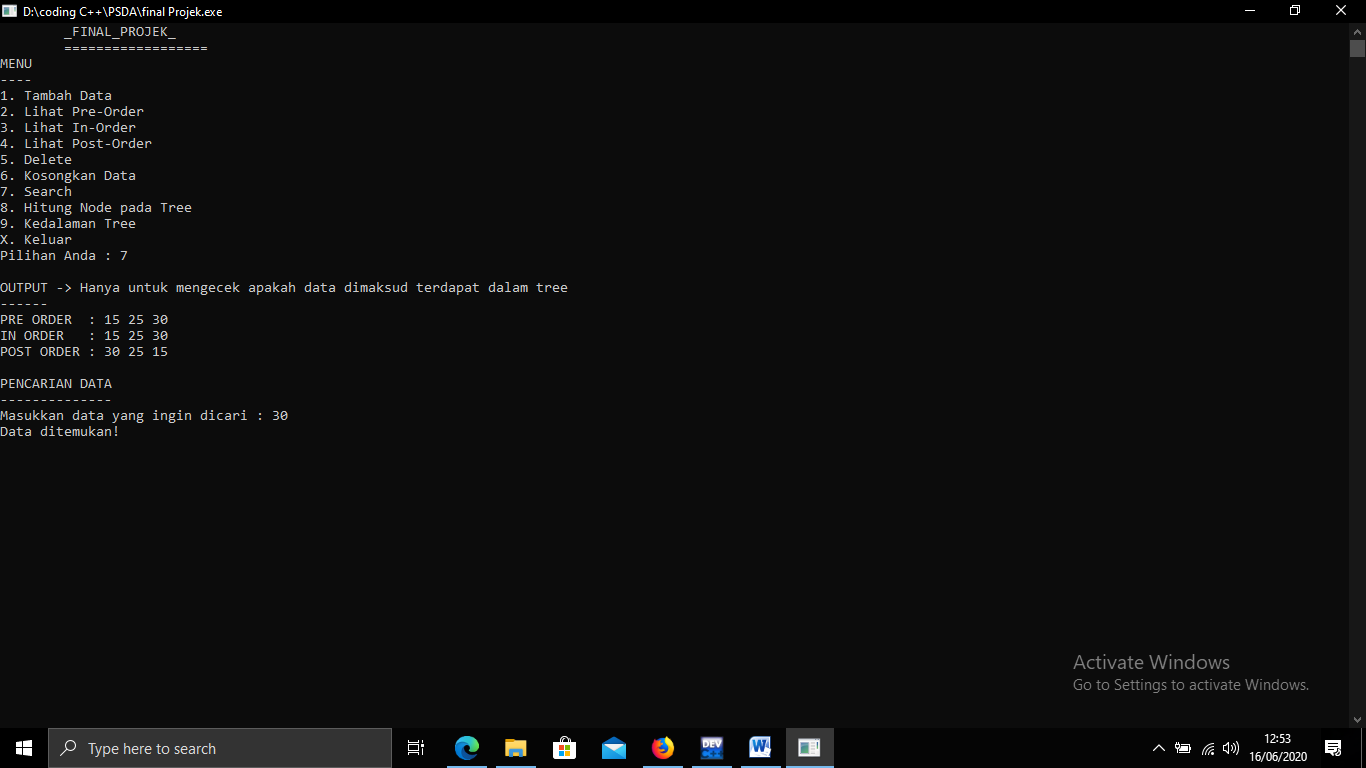 D:\coding C++\PSDA\final Projek.exe
_FINAL_PROJEK_
==================
MENU
----
1. Tambah Data
2. Lihat Pre-Order
3. Lihat In-Order
4. Lihat Post-Order
5. Delete
6. Kosongkan Data
7. Search
8. Hitung Node pada Tree
9. Kedalaman Tree
X. Keluar
Pilihan Anda : 7
OUTPUT -> Hanya untuk mengecek apakah data dimaksud terdapat dalam tree
------
PRE ORDER  : 15 25 30
IN ORDER   : 15 25 30
POST ORDER : 30 25 15
PENCARIAN DATA
--------------
Masukkan data yang ingin dicari : 30
Data ditemukan!
Activate Windows
Go to Settings to activate Windows.
Type here to search
DEV
C++
W
12:53
16/06/2020